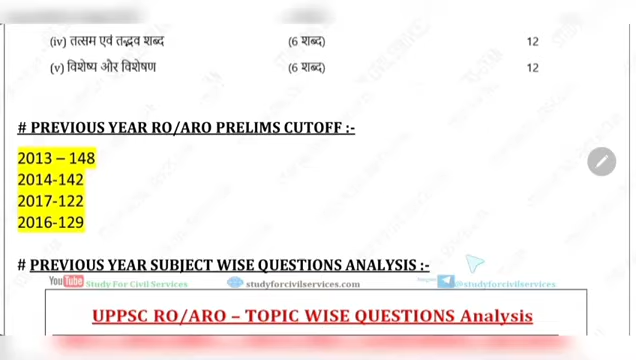 (iv) तत्सम एवं तद्भव शब्द (6 शब्द) 12
(v) विशेष्य और विशेषण (6 शब्द) 12
# PREVIOUS YEAR RO/ARO PRELIMS CUTOFF :-
2013 – 148
2014-142
2017-122
2016-129
# PREVIOUS YEAR SUBJECT WISE QUESTIONS ANALYSIS :-
YouTube Study For Civil Services studyforcivilservices.com @studyforcivilservices
UPPSC RO/ARO – TOPIC WISE QUESTIONS Analysis